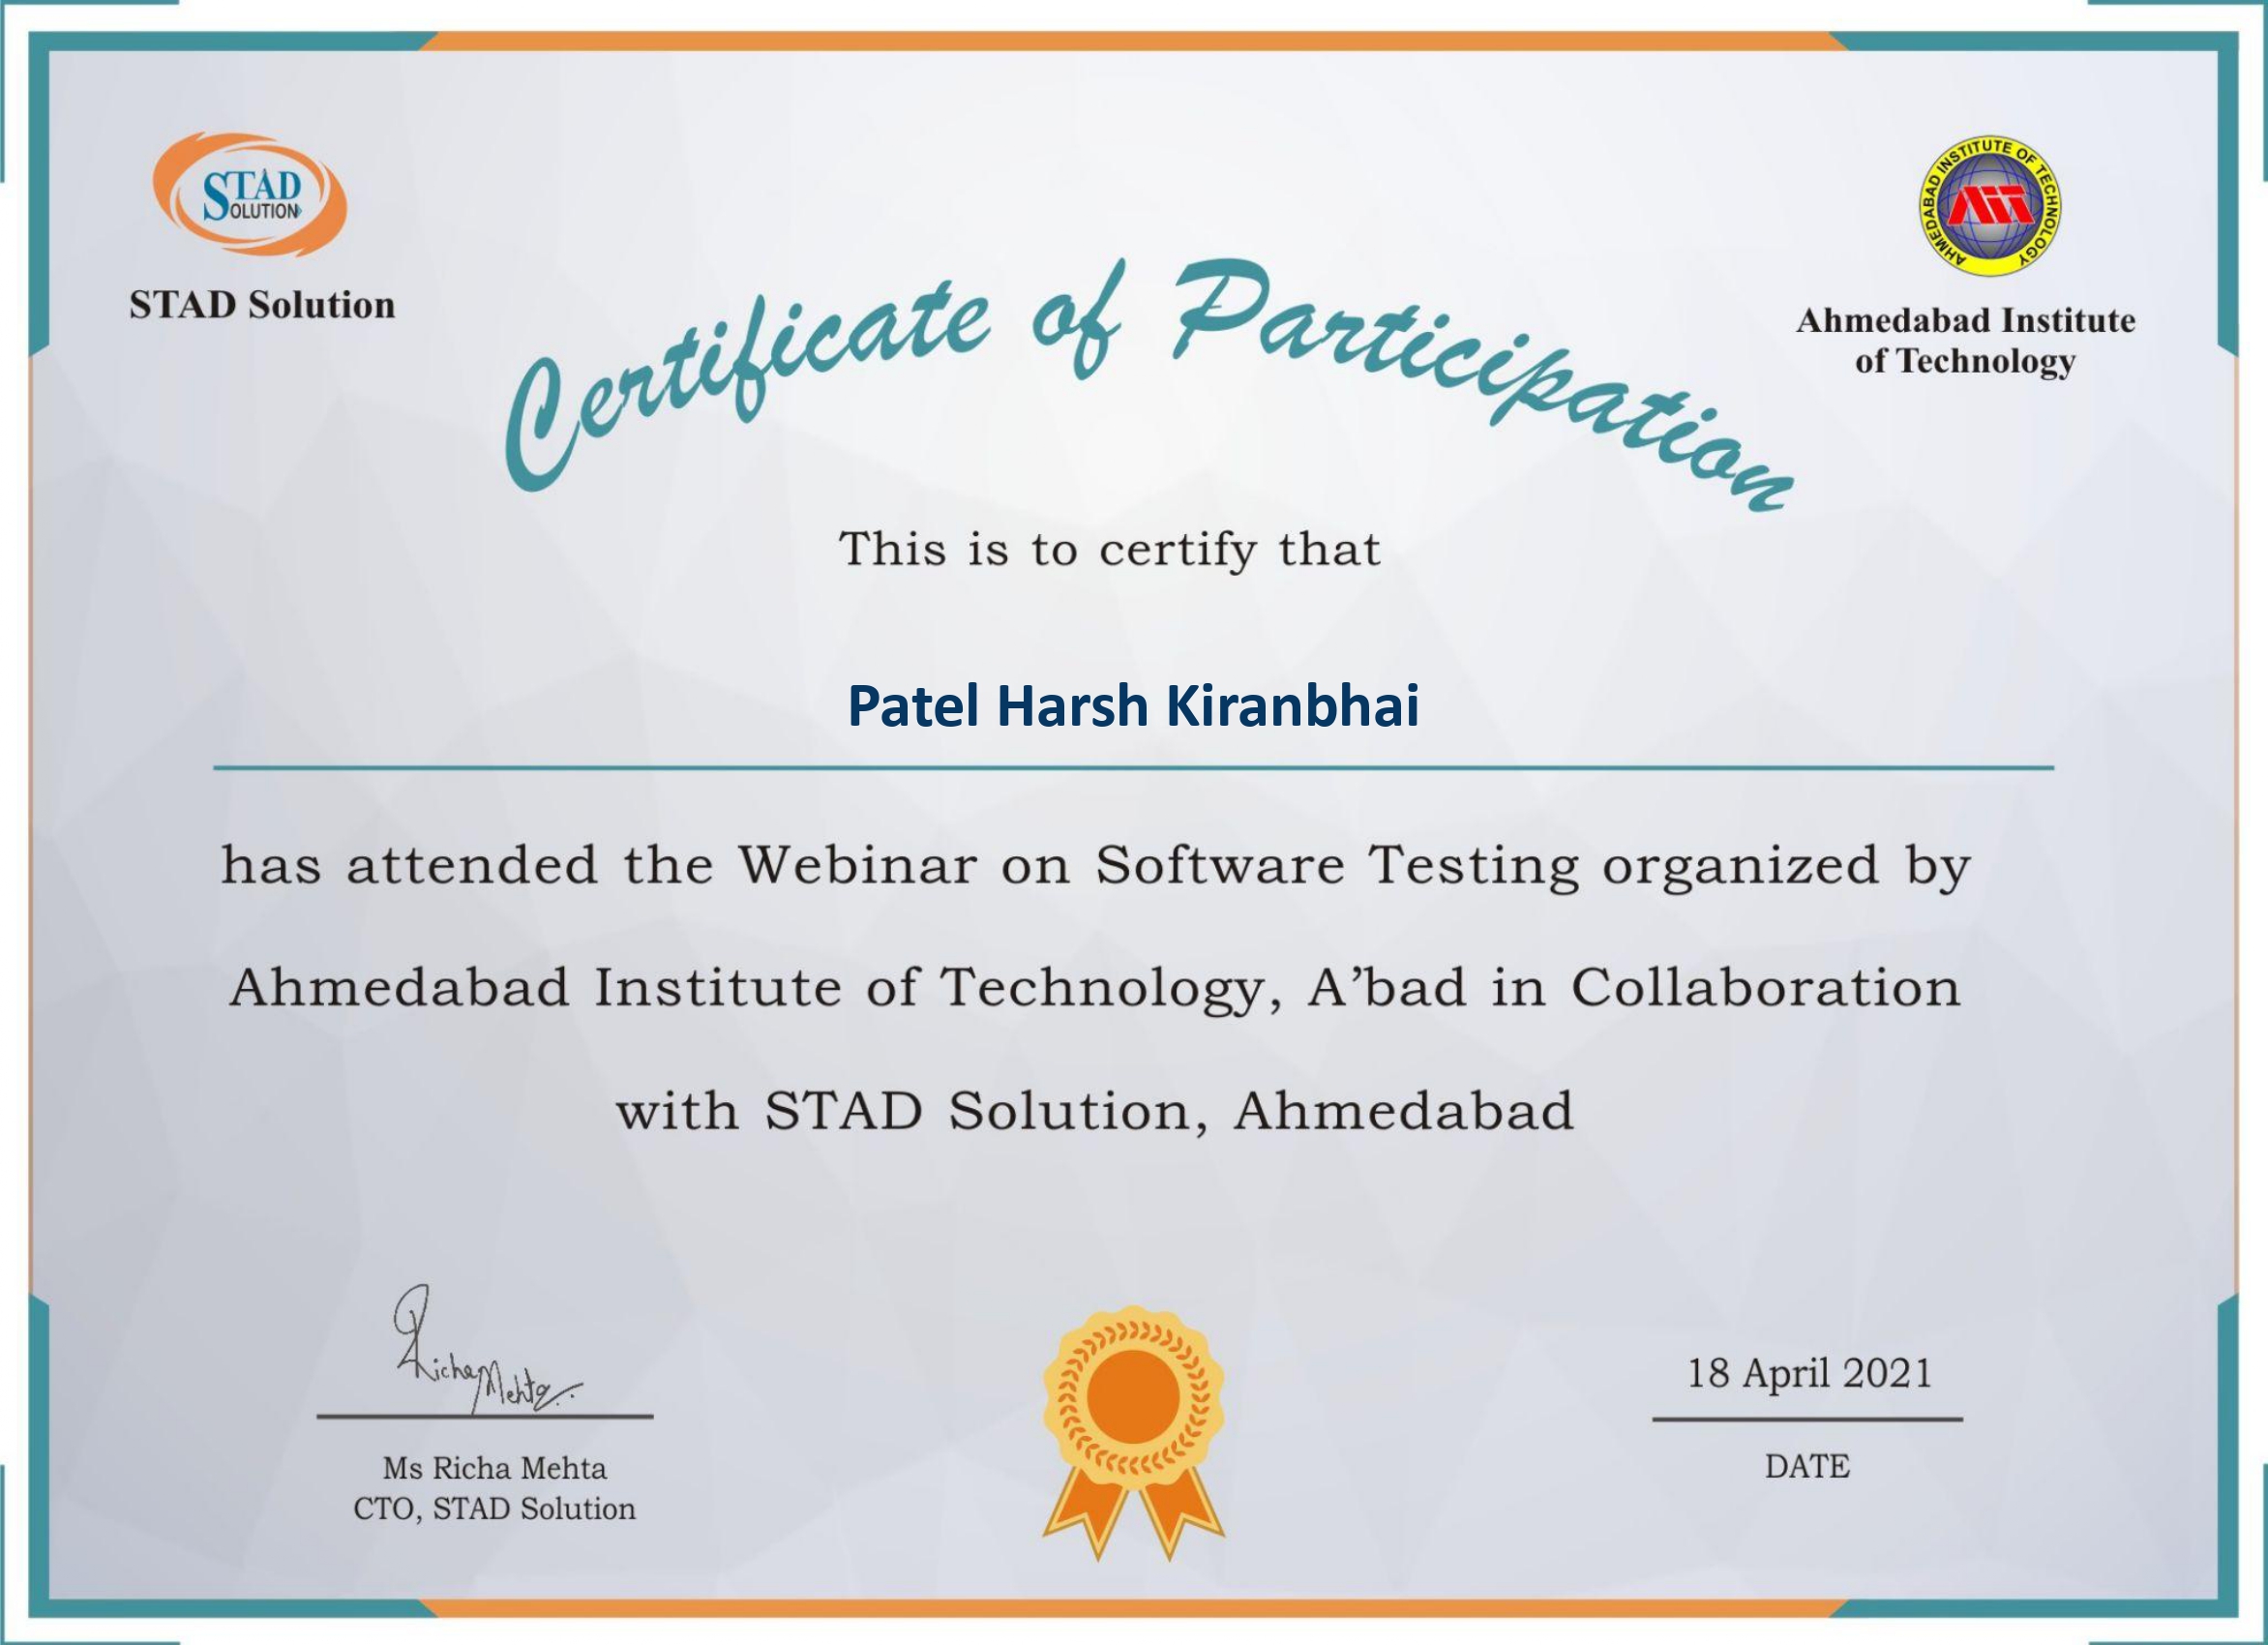 STAD
SOLUTION
STAD Solution
AHMEDABAD INSTITUTE OF TECHNOLOGY
AIT
Ahmedabad Institute
of Technology
Certificate of Participation
This is to certify that
Patel Harsh Kiranbhai
has attended the Webinar on Software Testing organized by
Ahmedabad Institute of Technology, A’bad in Collaboration
with STAD Solution, Ahmedabad
Richa Mehta
Ms Richa Mehta
CTO, STAD Solution
18 April 2021
DATE